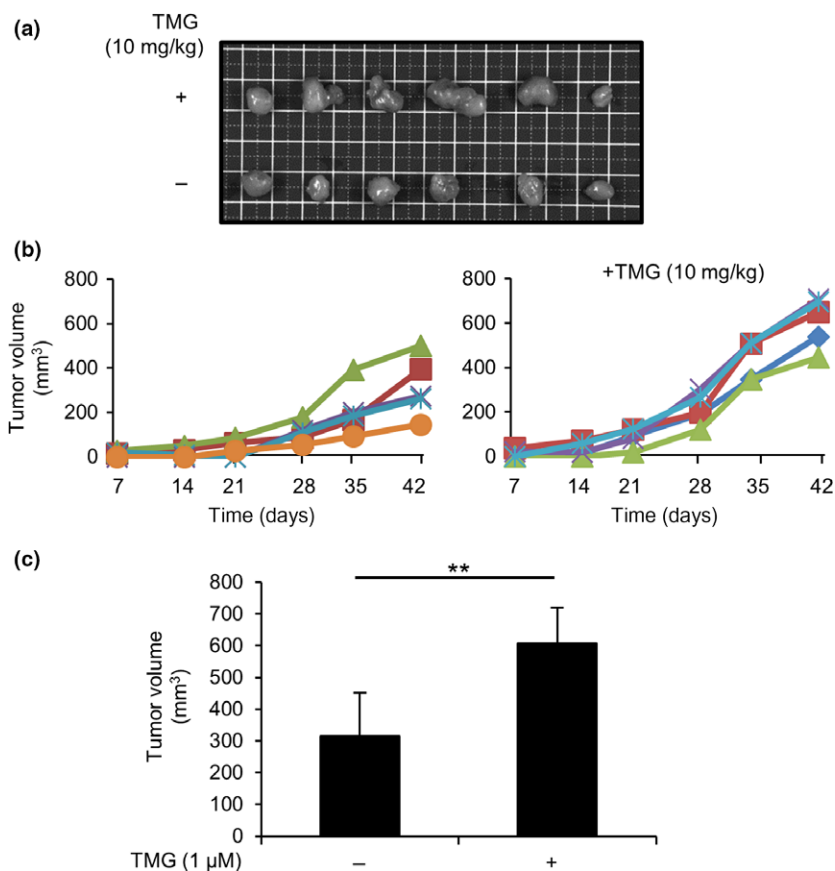 (a)
TMG
(10 mg/kg)
+
–
(b)
Tumor volume
(mm³)
800
600
400
200
0
7 14 21 28 35 42
Time (days)
+TMG (10 mg/kg)
800
600
400
200
0
7 14 21 28 35 42
Time (days)
(c)
**
Tumor volume
(mm³)
800
700
600
500
400
300
200
100
0
TMG (1 µM) – +